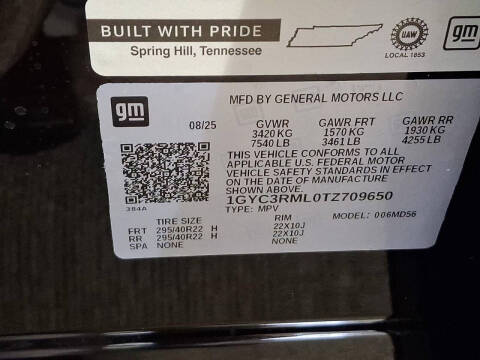 BUILT WITH PRIDE
Spring Hill, Tennessee
UAW
LOCAL 1853
gm
gm
MFD BY GENERAL MOTORS LLC
08/25 GVWR GAWR FRT GAWR RR
3420 KG 1570 KG 1930 KG
7540 LB 3461 LB 4255 LB
THIS VEHICLE CONFORMS TO ALL
APPLICABLE U.S. FEDERAL MOTOR
VEHICLE SAFETY STANDARDS IN EFFECT
ON THE DATE OF MANUFACTURE
SHOWN ABOVE.
1GYC3RML0TZ709650
384A
TYPE: MPV MODEL: 006MD56
TIRE SIZE RIM
FRT 295/40R22 H 22X10J
RR 295/40R22 H 22X10J
SPA NONE NONE